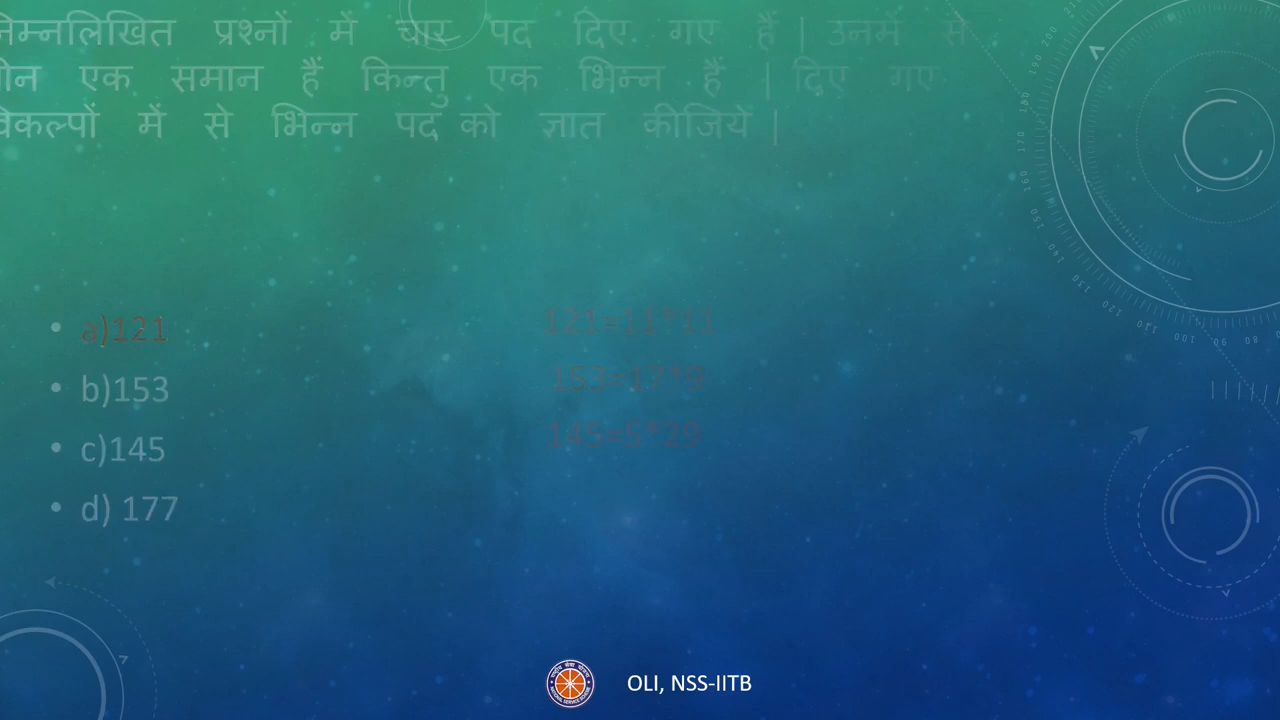 निम्नलिखित प्रश्नों में चार पद दिए गए हैं | उनमें से
तीन एक समान हैं किन्तु एक भिन्न हैं | दिए गए
विकल्पों में से भिन्न पद को ज्ञात कीजियें |
a)121
b)153
c)145
d) 177
121=11*11
153=17*9
145=5*29
OLI, NSS-IITB